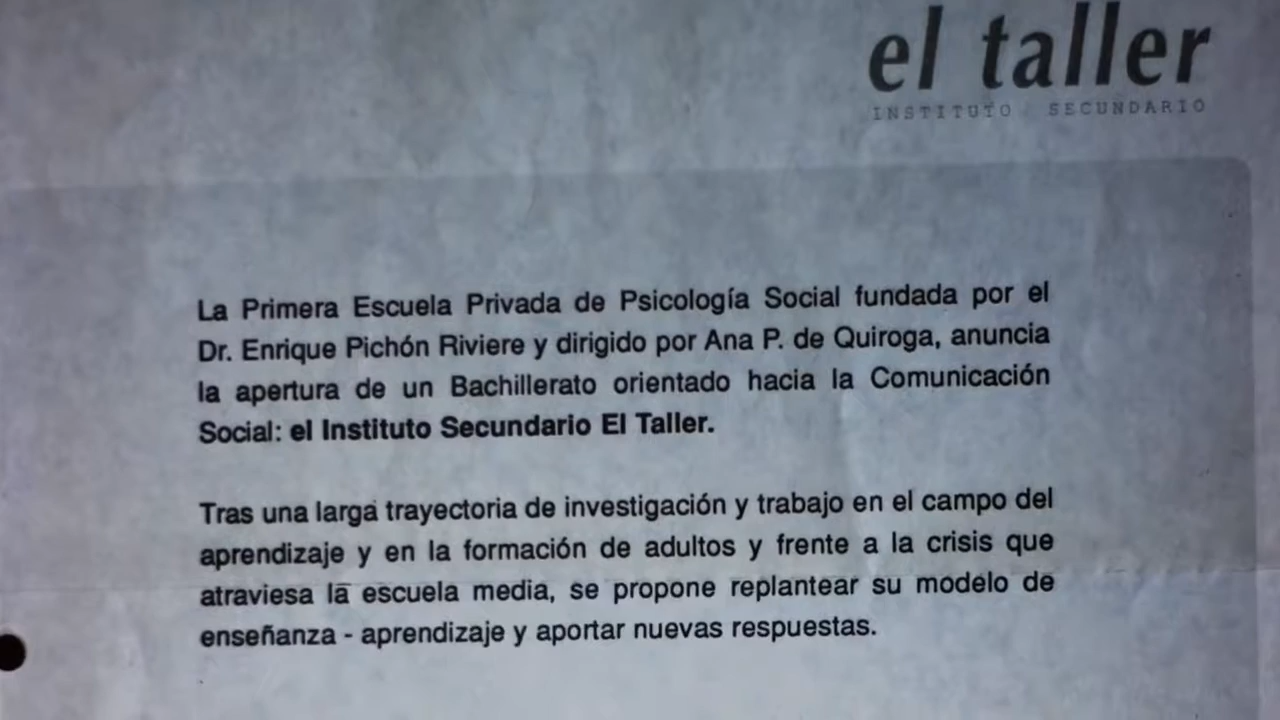 el taller
INSTITUTO SECUNDARIO
La Primera Escuela Privada de Psicología Social fundada por el
Dr. Enrique Pichón Riviere y dirigido por Ana P. de Quiroga, anuncia
la apertura de un Bachillerato orientado hacia la Comunicación
Social: el Instituto Secundario El Taller.
Tras una larga trayectoria de investigación y trabajo en el campo del
aprendizaje y en la formación de adultos y frente a la crisis que
atraviesa la escuela media, se propone replantear su modelo de
enseñanza - aprendizaje y aportar nuevas respuestas.